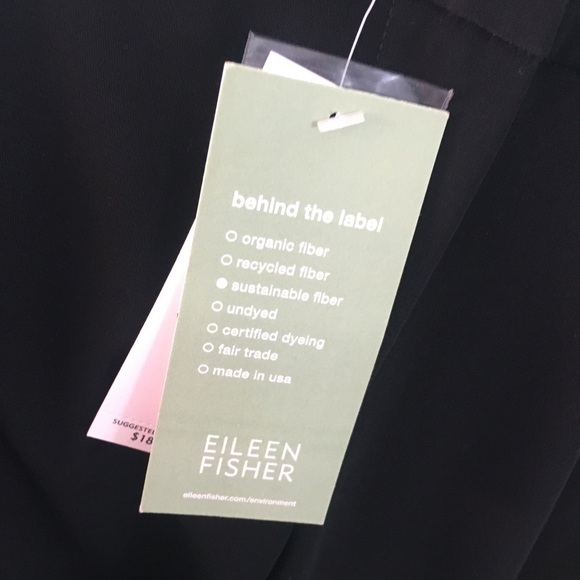 behind the label
organic fiber
recycled fiber
sustainable fiber
undyed
certified dyeing
fair trade
made in usa
EILEEN
FISHER
eileenfisher.com/environment
SUGGESTED
$18